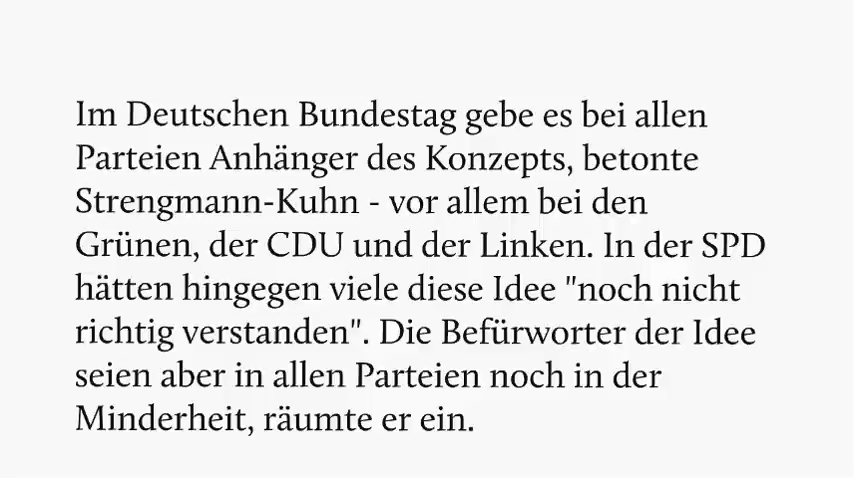 Im Deutschen Bundestag gebe es bei allen
Parteien Anhänger des Konzepts, betonte
Strengmann-Kuhn - vor allem bei den
Grünen, der CDU und der Linken. In der SPD
hätten hingegen viele diese Idee "noch nicht
richtig verstanden". Die Befürworter der Idee
seien aber in allen Parteien noch in der
Minderheit, räumte er ein.